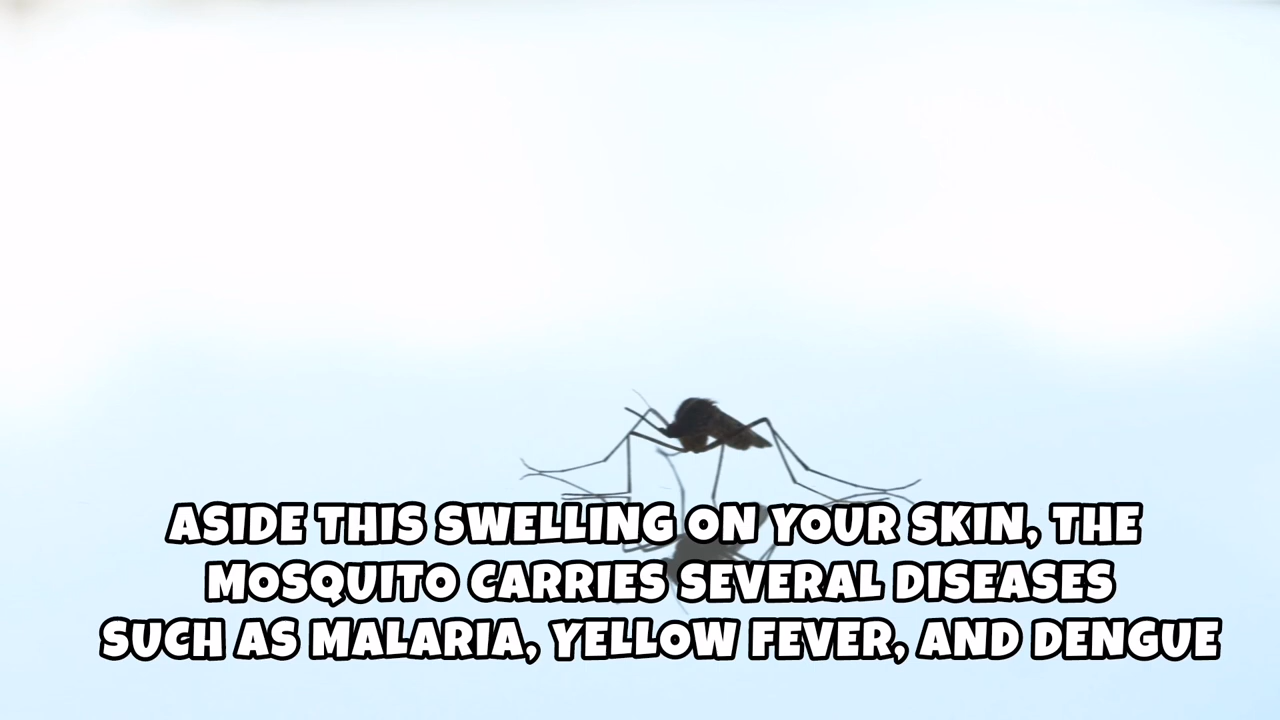 ASIDE THIS SWELLING ON YOUR SKIN, THE
MOSQUITO CARRIES SEVERAL DISEASES
SUCH AS MALARIA, YELLOW FEVER, AND DENGUE